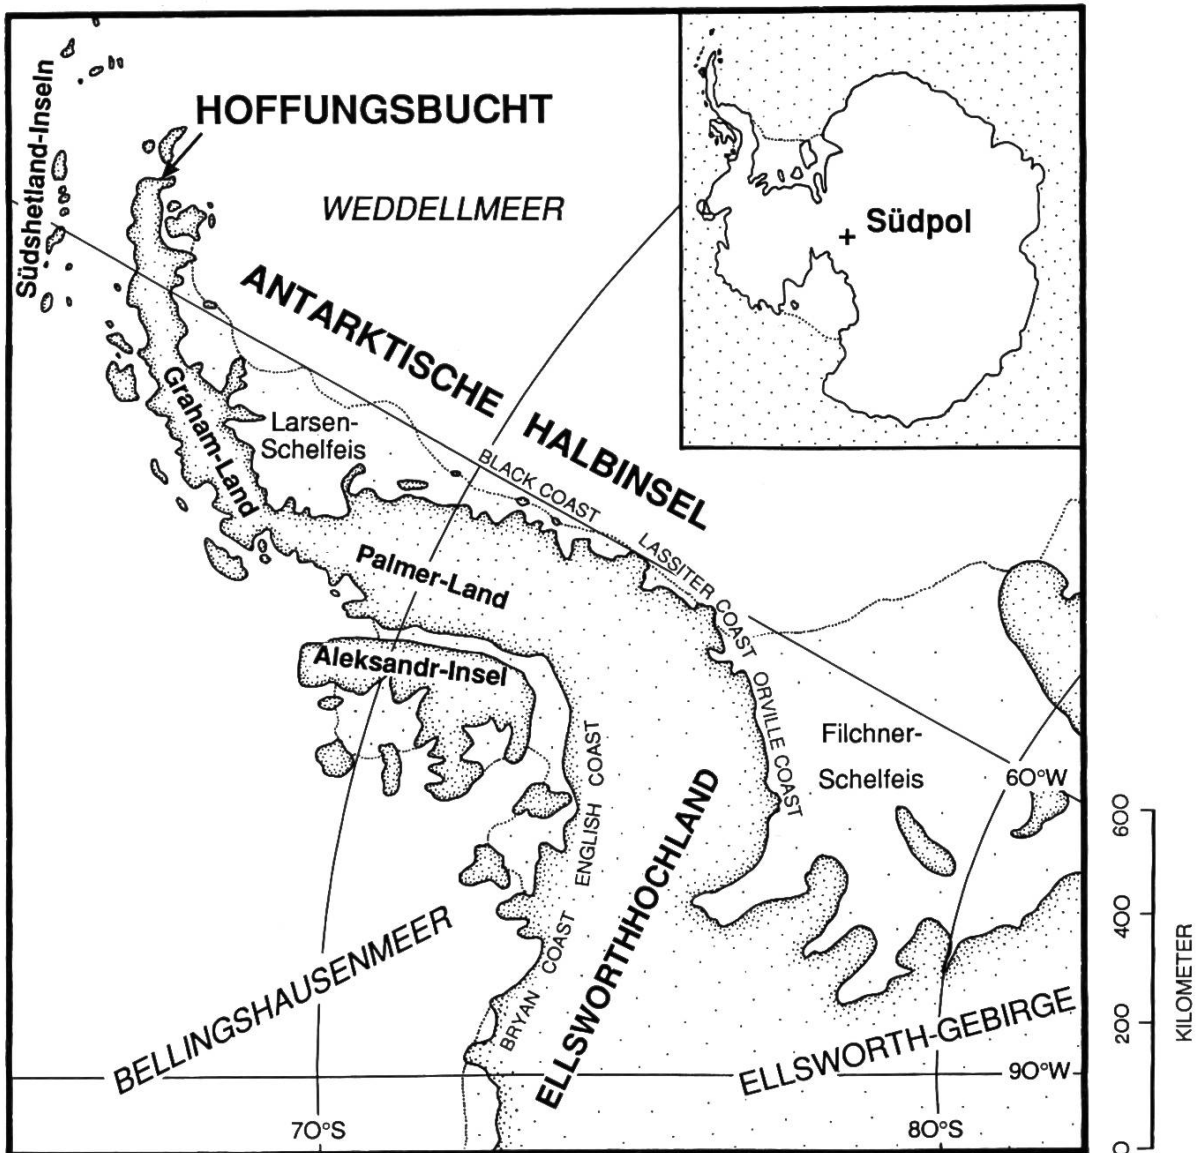 Südshetland-Inseln
HOFFUNGSBUCHT
WEDDELLMEER
Südpol
ANTARKTISCHE HALBINSEL
Graham-Land
Larsen-
Schelfeis
BLACK COAST
LASSITER COAST
Palmer-Land
Aleksandr-Insel
ORVILLE COAST
Filchner-
Schelfeis
60°W
ENGLISH COAST
ELLSWORTHHOCHLAND
BRYAN COAST
BELLINGSHAUSENMEER
ELLSWORTH-GEBIRGE
90°W
70°S
80°S
600
400
200
0
KILOMETER